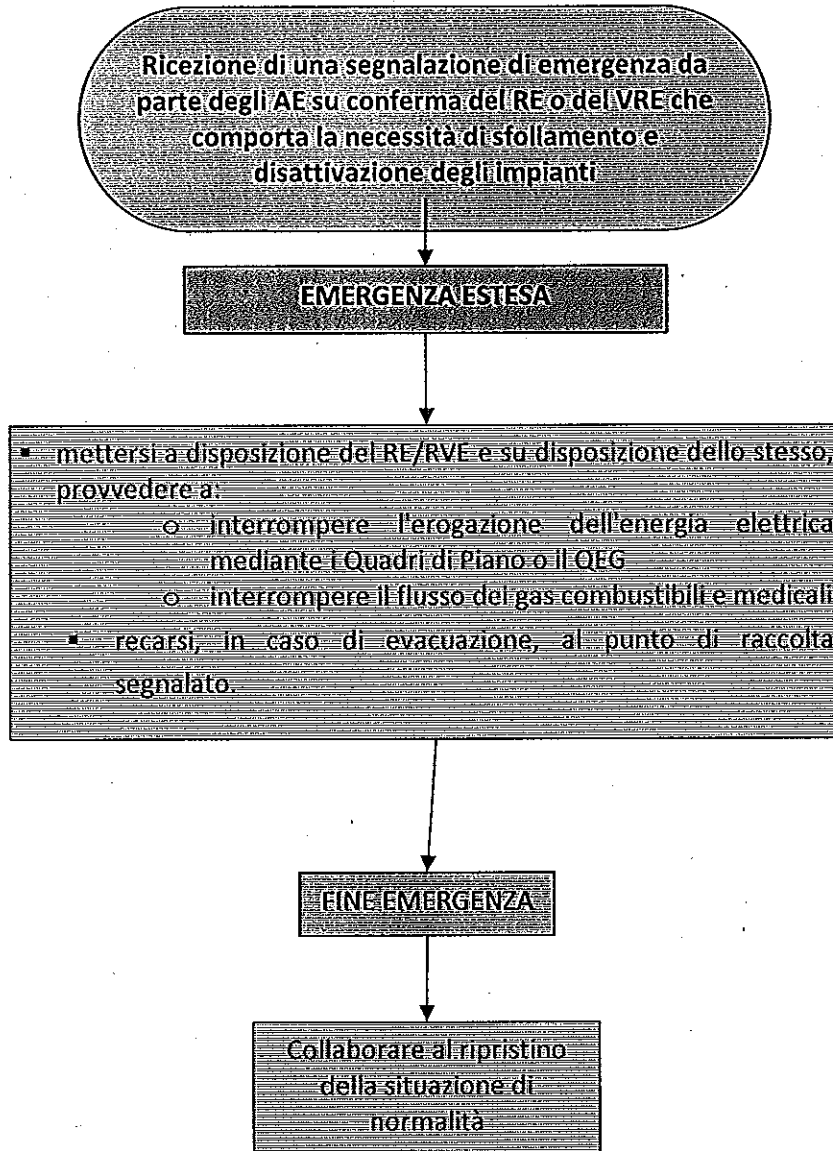 Ricezione di una segnalazione di emergenza da
parte degli AE su conferma del RE o del VRE che
comporta la necessità di sfollamento e
disattivazione degli impianti
EMERGENZA ESTESA
▪ mettersi a disposizione del RE/RVE e su disposizione dello stesso,
provvedere a:
o interrompere l'erogazione dell'energia elettrica
mediante i Quadri di Piano o il QEG
o interrompere il flusso del gas combustibili e medicali
▪ recarsi, in caso di evacuazione, al punto di raccolta
segnalato.
FINE EMERGENZA
Collaborare al ripristino
della situazione di
normalità